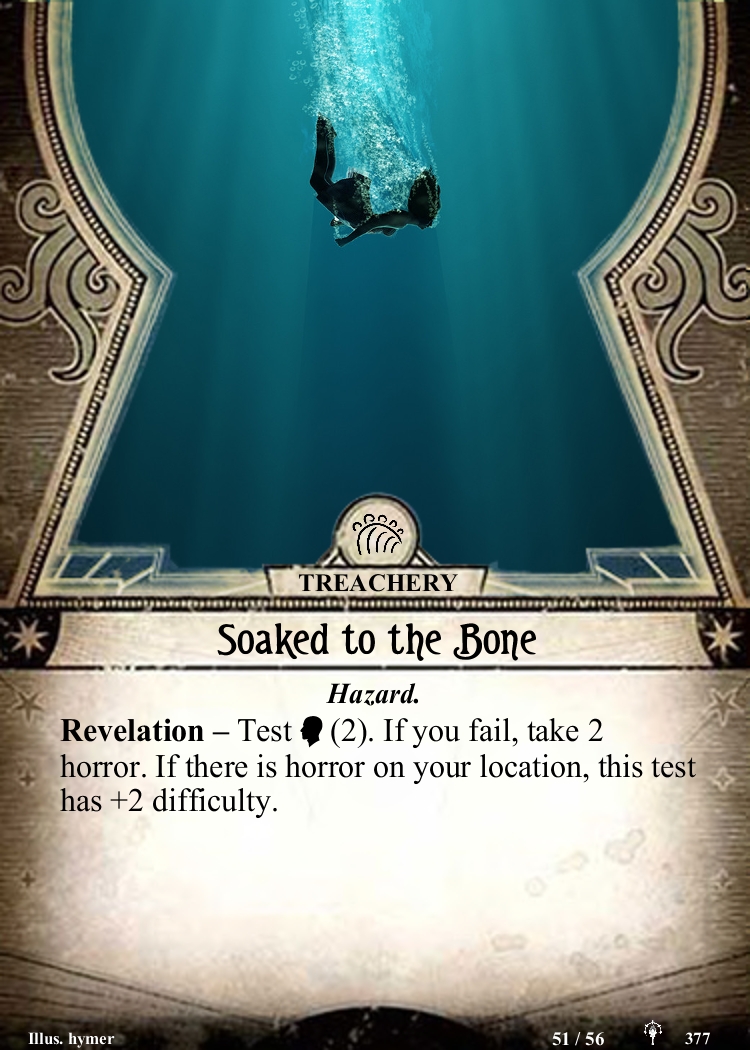 TREACHERY
Soaked to the Bone
Hazard.
Revelation – Test (2). If you fail, take 2
horror. If there is horror on your location, this test
has +2 difficulty.
Illus. hymer 51 / 56 377